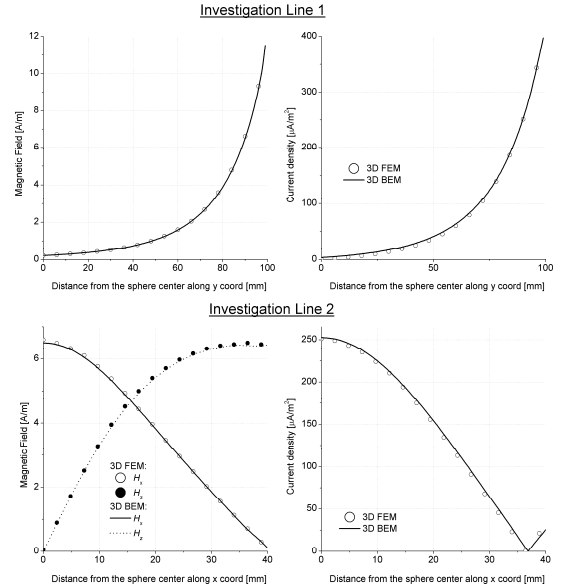 Investigation Line 1
12
10
8
6
4
2
0
0
20
40
60
80
100
Magnetic Field [A/m]
Distance from the sphere center along y coord [mm]
400
300
200
100
0
0
50
100
Current density [µA/m²]
3D FEM
3D BEM
Distance from the sphere center along y coord [mm]
Investigation Line 2
6
4
2
0
0
10
20
30
40
Magnetic Field [A/m]
3D FEM:
Hx
Hz
3D BEM:
Hx
Hz
Distance from the sphere center along x coord [mm]
250
200
150
100
50
0
0
10
20
30
40
Current density [µA/m²]
3D FEM
3D BEM
Distance from the sphere center along x coord [mm]